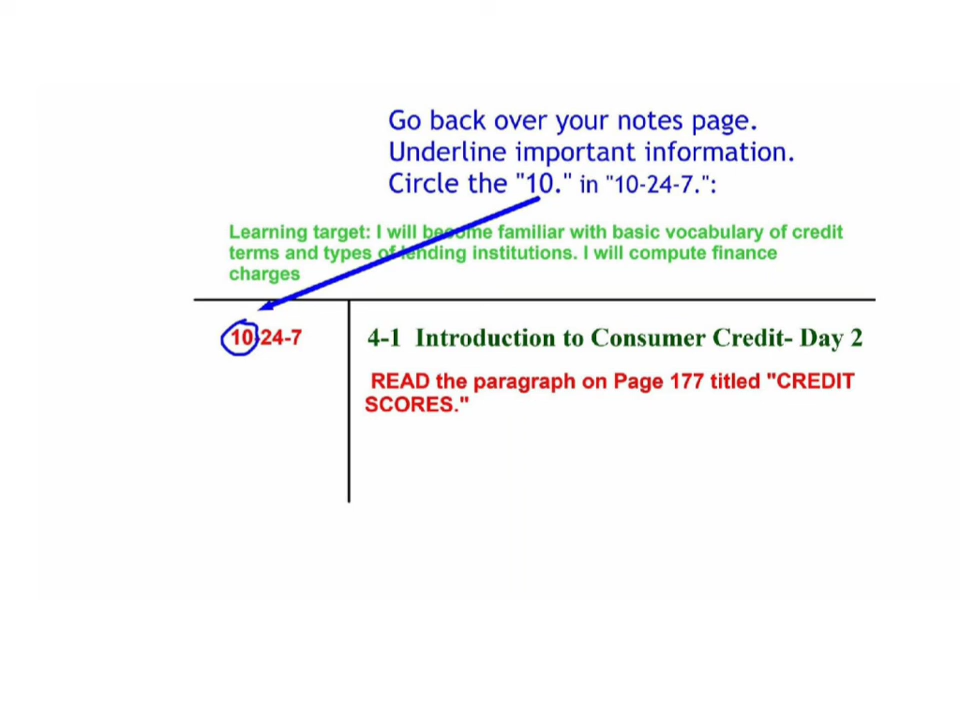 Go back over your notes page.
Underline important information.
Circle the "10." in "10-24-7.":
Learning target: I will become familiar with basic vocabulary of credit
terms and types of lending institutions. I will compute finance
charges
10-24-7
4-1 Introduction to Consumer Credit- Day 2
READ the paragraph on Page 177 titled "CREDIT
SCORES."